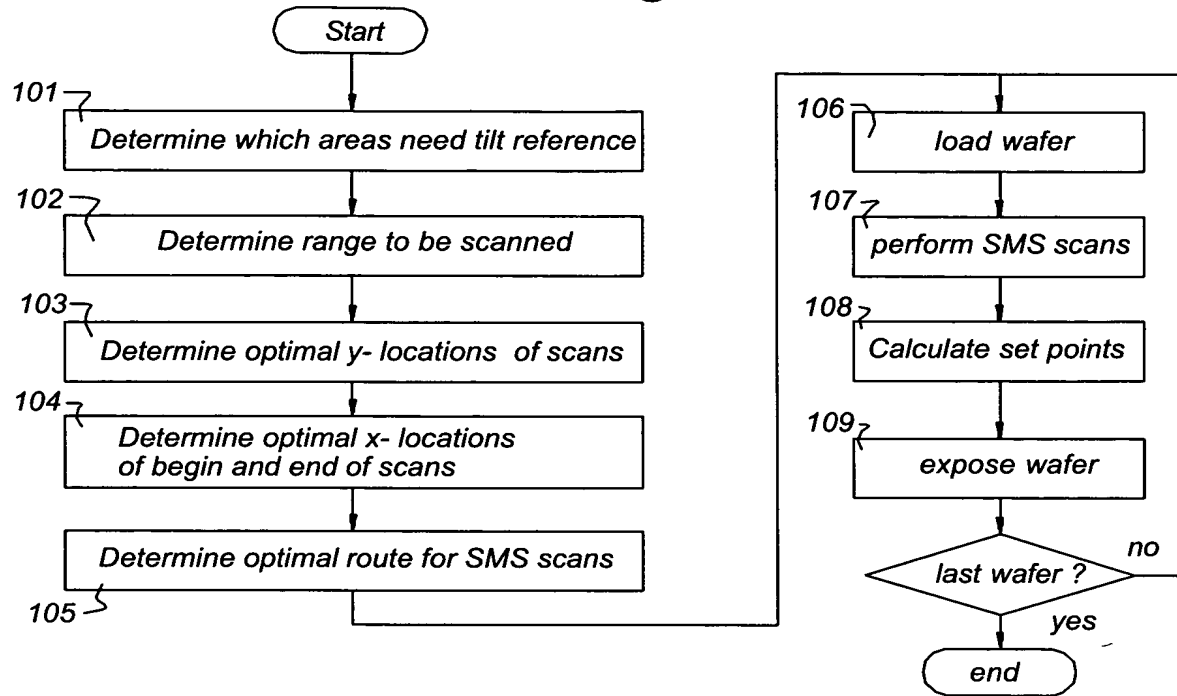 Start
101
Determine which areas need tilt reference
102
Determine range to be scanned
103
Determine optimal y- locations of scans
104
Determine optimal x- locations
of begin and end of scans
Determine optimal route for SMS scans
105
106
load wafer
107
perform SMS scans
108
Calculate set points
109
expose wafer
last wafer ?
no
yes
end